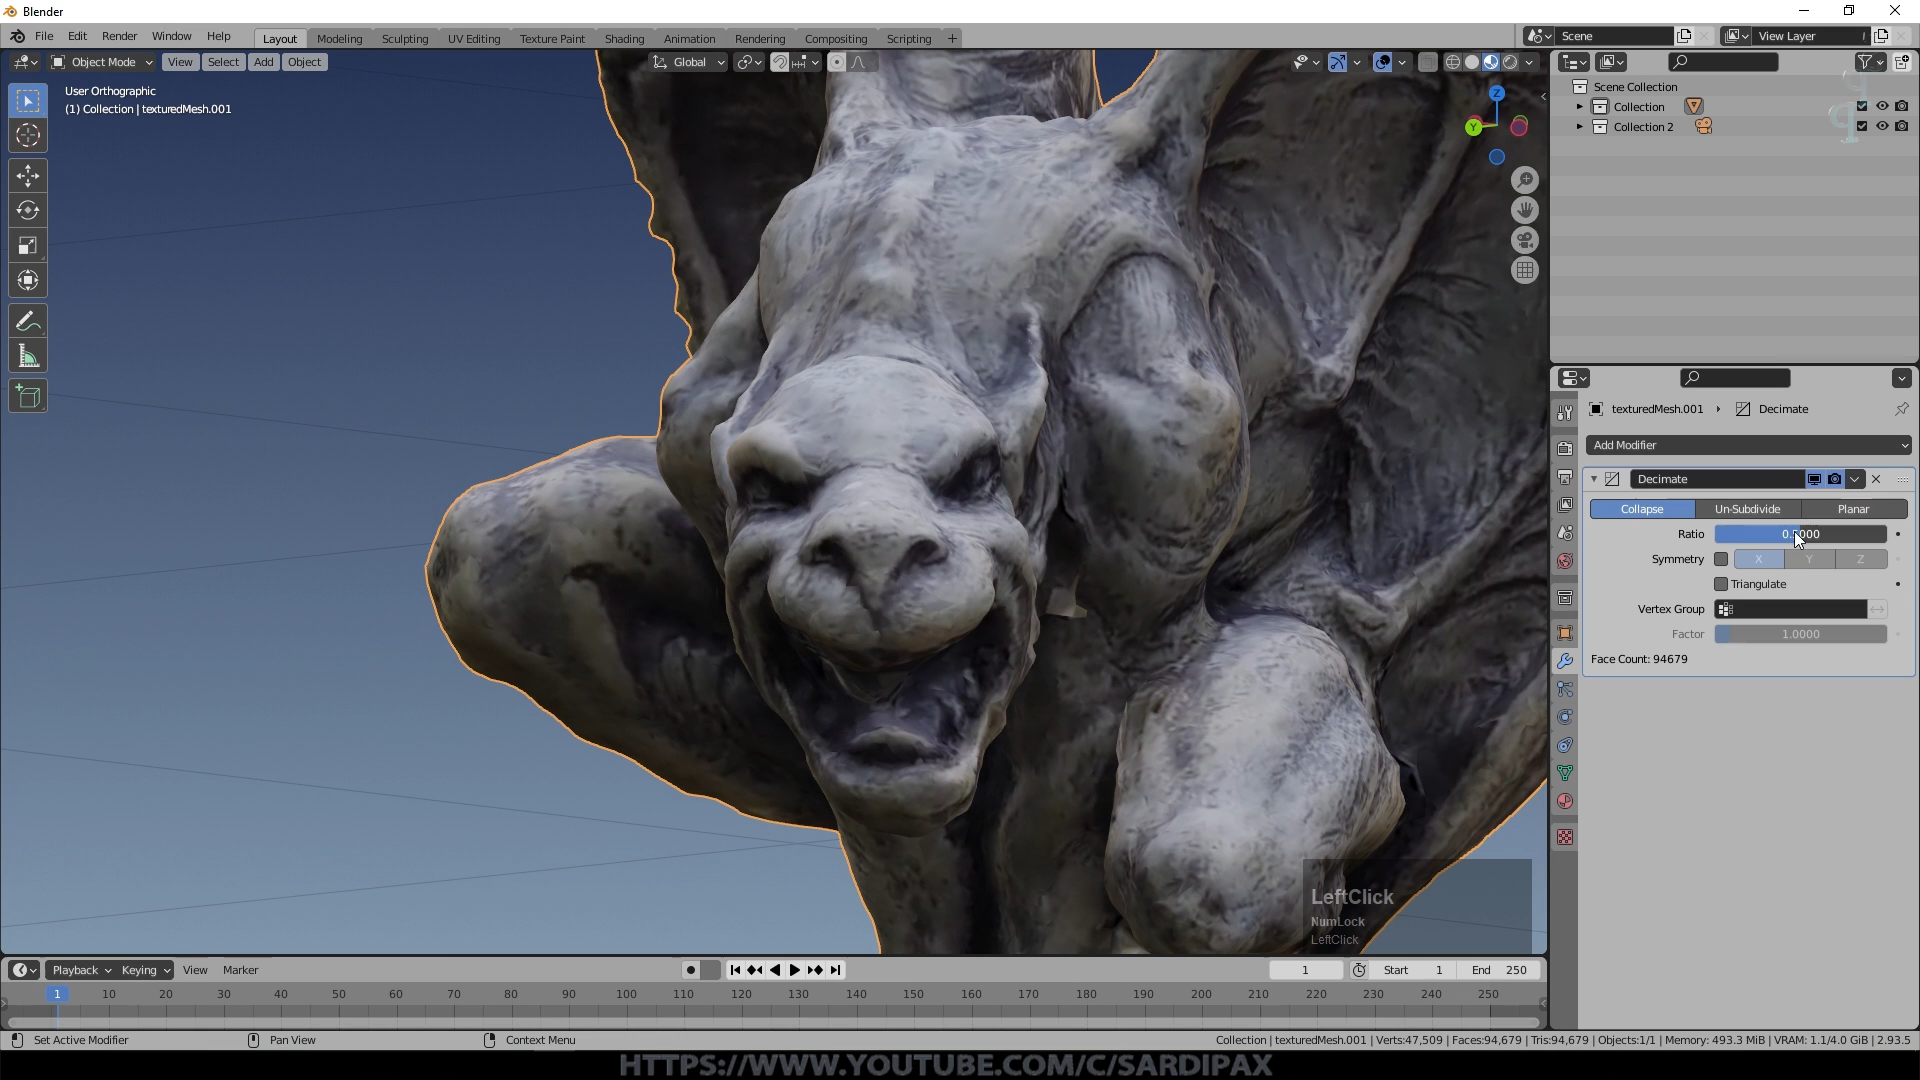 Blender
File Edit Render Window Help
Layout Modeling Sculpting UV Editing Texture Paint Shading Animation Rendering Compositing Scripting +
Scene
View Layer
Object Mode View Select Add Object
Global
User Orthographic
(1) Collection | texturedMesh.001
Z
Y
Scene Collection
Collection
Collection 2
texturedMesh.001 Decimate
Add Modifier
Decimate
Collapse Un-Subdivide Planar
Ratio
Symmetry X Y Z
Triangulate
Vertex Group
Factor 1.0000
Face Count: 94679
LeftClick
NumLock
LeftClick
Playback Keying View Marker
1 Start 1 End 250
1 10 20 30 40 50 60 70 80 90 100 110 120 130 140 150 160 170 180 190 200 210 220 230 240 250
Set Active Modifier Pan View Context Menu
Collection | texturedMesh.001 | Verts:47,509 | Faces:94,679 | Tris:94,679 | Objects:1/1 | Memory: 493.3 MiB | VRAM: 1.1/4.0 GiB | 2.93.5
HTTPS://WWW.YOUTUBE.COM/C/SARDIPAX